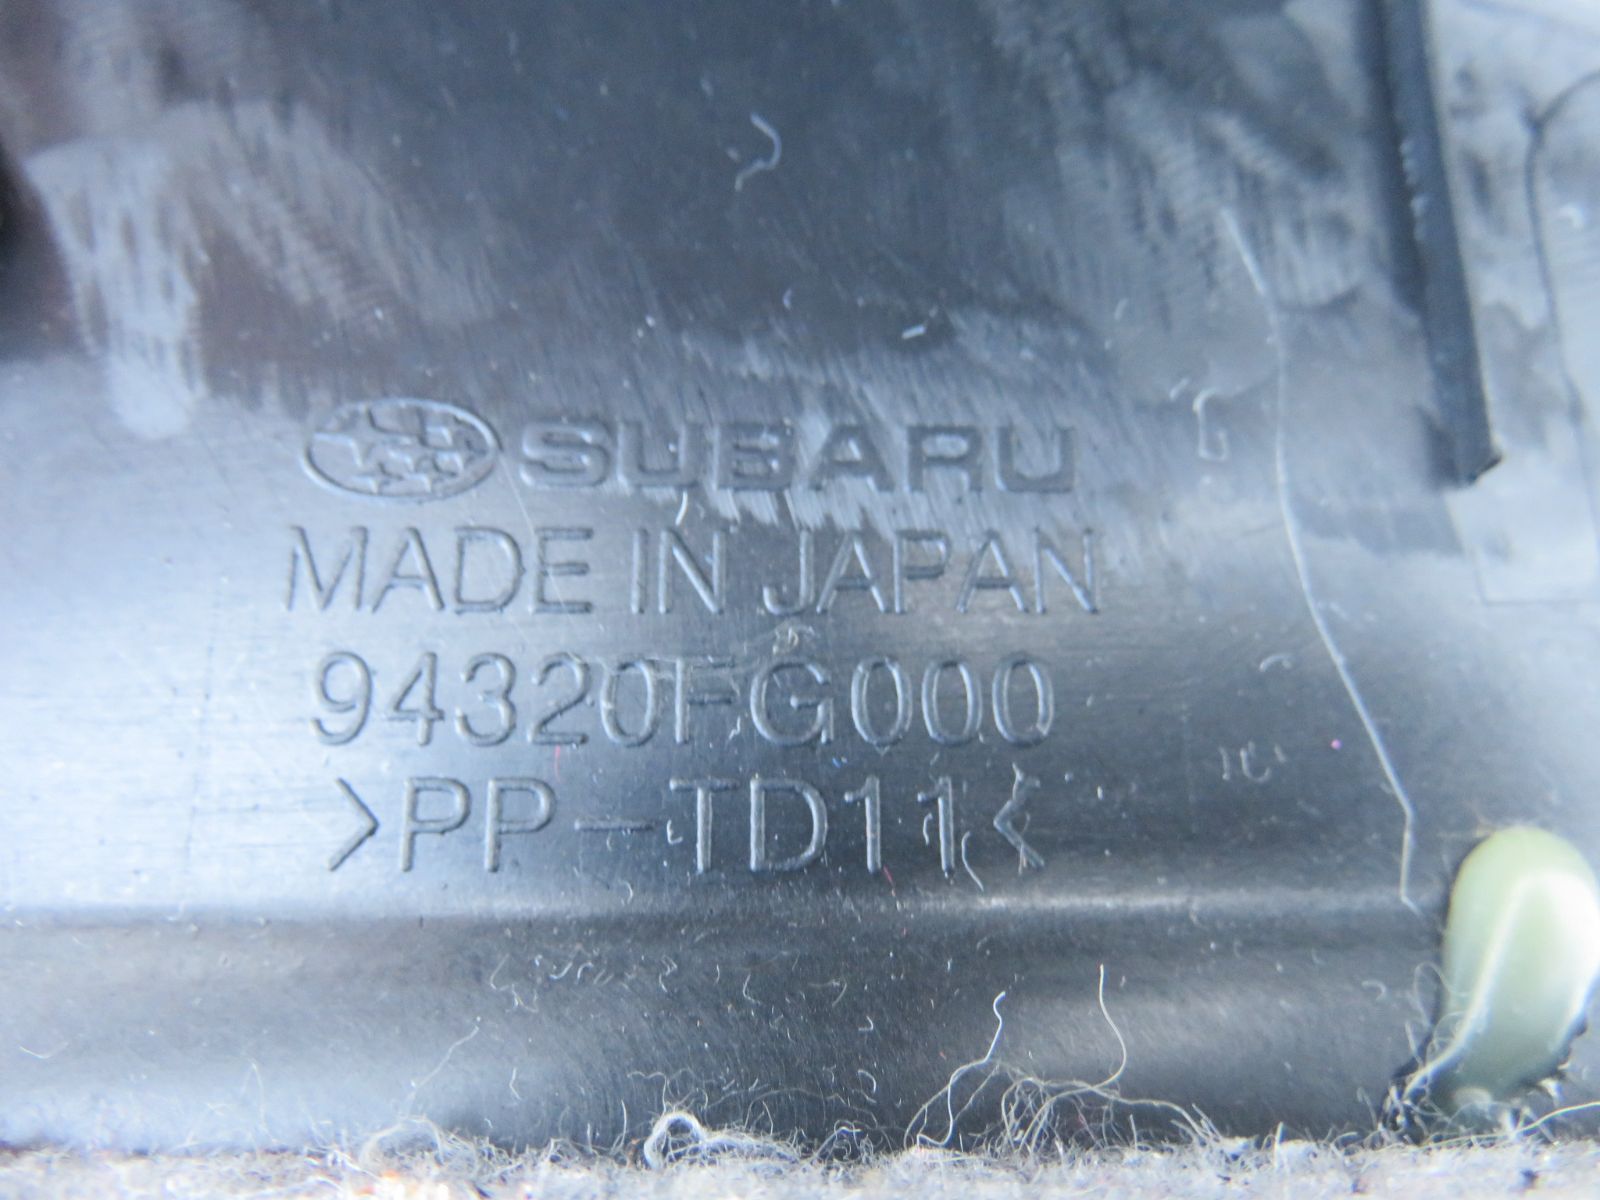 SUBARU
MADE IN JAPAN
94320FG000
>PP-TD11<